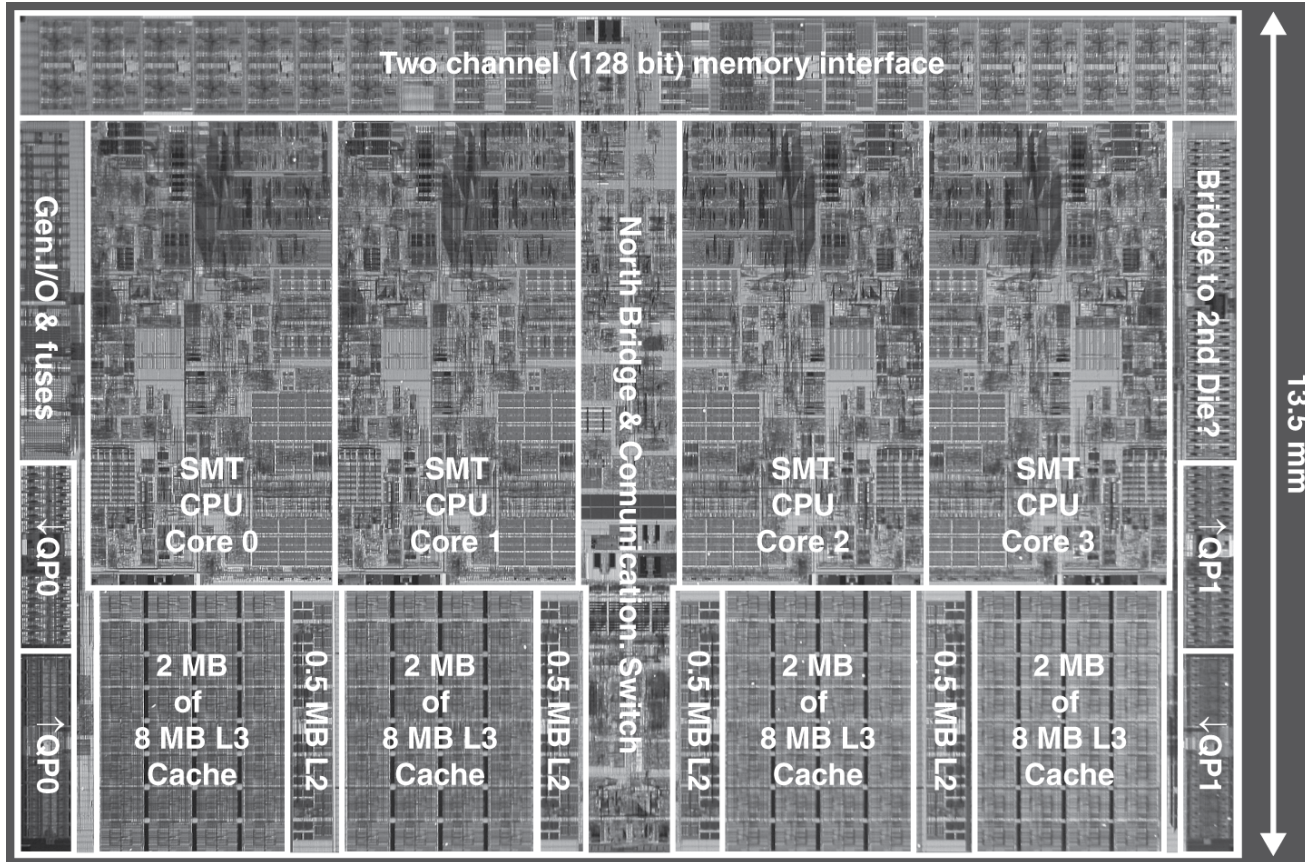 Two channel (128 bit) memory interface
Gen.I/O & fuses
SMT
CPU
Core 0
SMT
CPU
Core 1
North Bridge & Communication. Switch
SMT
CPU
Core 2
SMT
CPU
Core 3
Bridge to 2nd Die?
13.5 mm
↓QP0
↑QP1
↑QP0
2 MB
of
8 MB L3
Cache
0.5 MB L2
2 MB
of
8 MB L3
Cache
0.5 MB L2
0.5 MB L2
2 MB
of
8 MB L3
Cache
0.5 MB L2
2 MB
of
8 MB L3
Cache
↓QP1